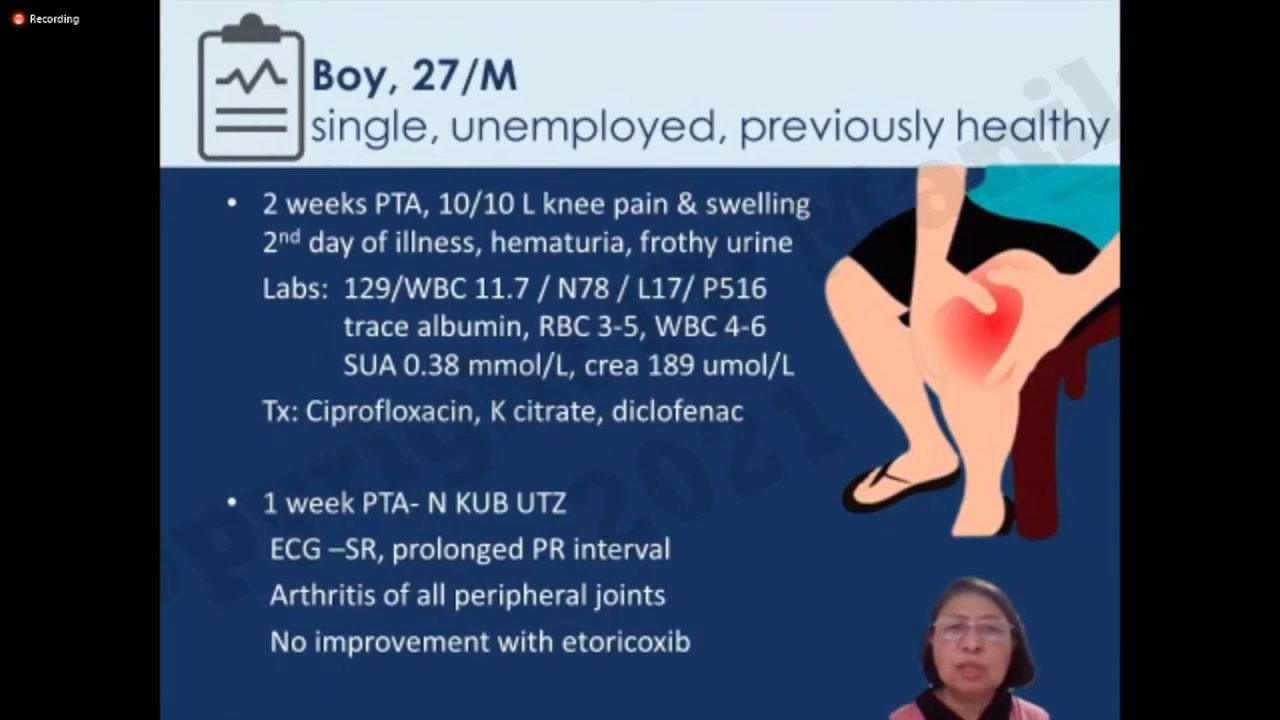 Recording
Boy, 27/M
single, unemployed, previously healthy
• 2 weeks PTA, 10/10 L knee pain & swelling
2nd day of illness, hematuria, frothy urine
Labs: 129/WBC 11.7 / N78 / L17/ P516
trace albumin, RBC 3-5, WBC 4-6
SUA 0.38 mmol/L, crea 189 umol/L
Tx: Ciprofloxacin, K citrate, diclofenac
• 1 week PTA- N KUB UTZ
ECG –SR, prolonged PR interval
Arthritis of all peripheral joints
No improvement with etoricoxib
2021